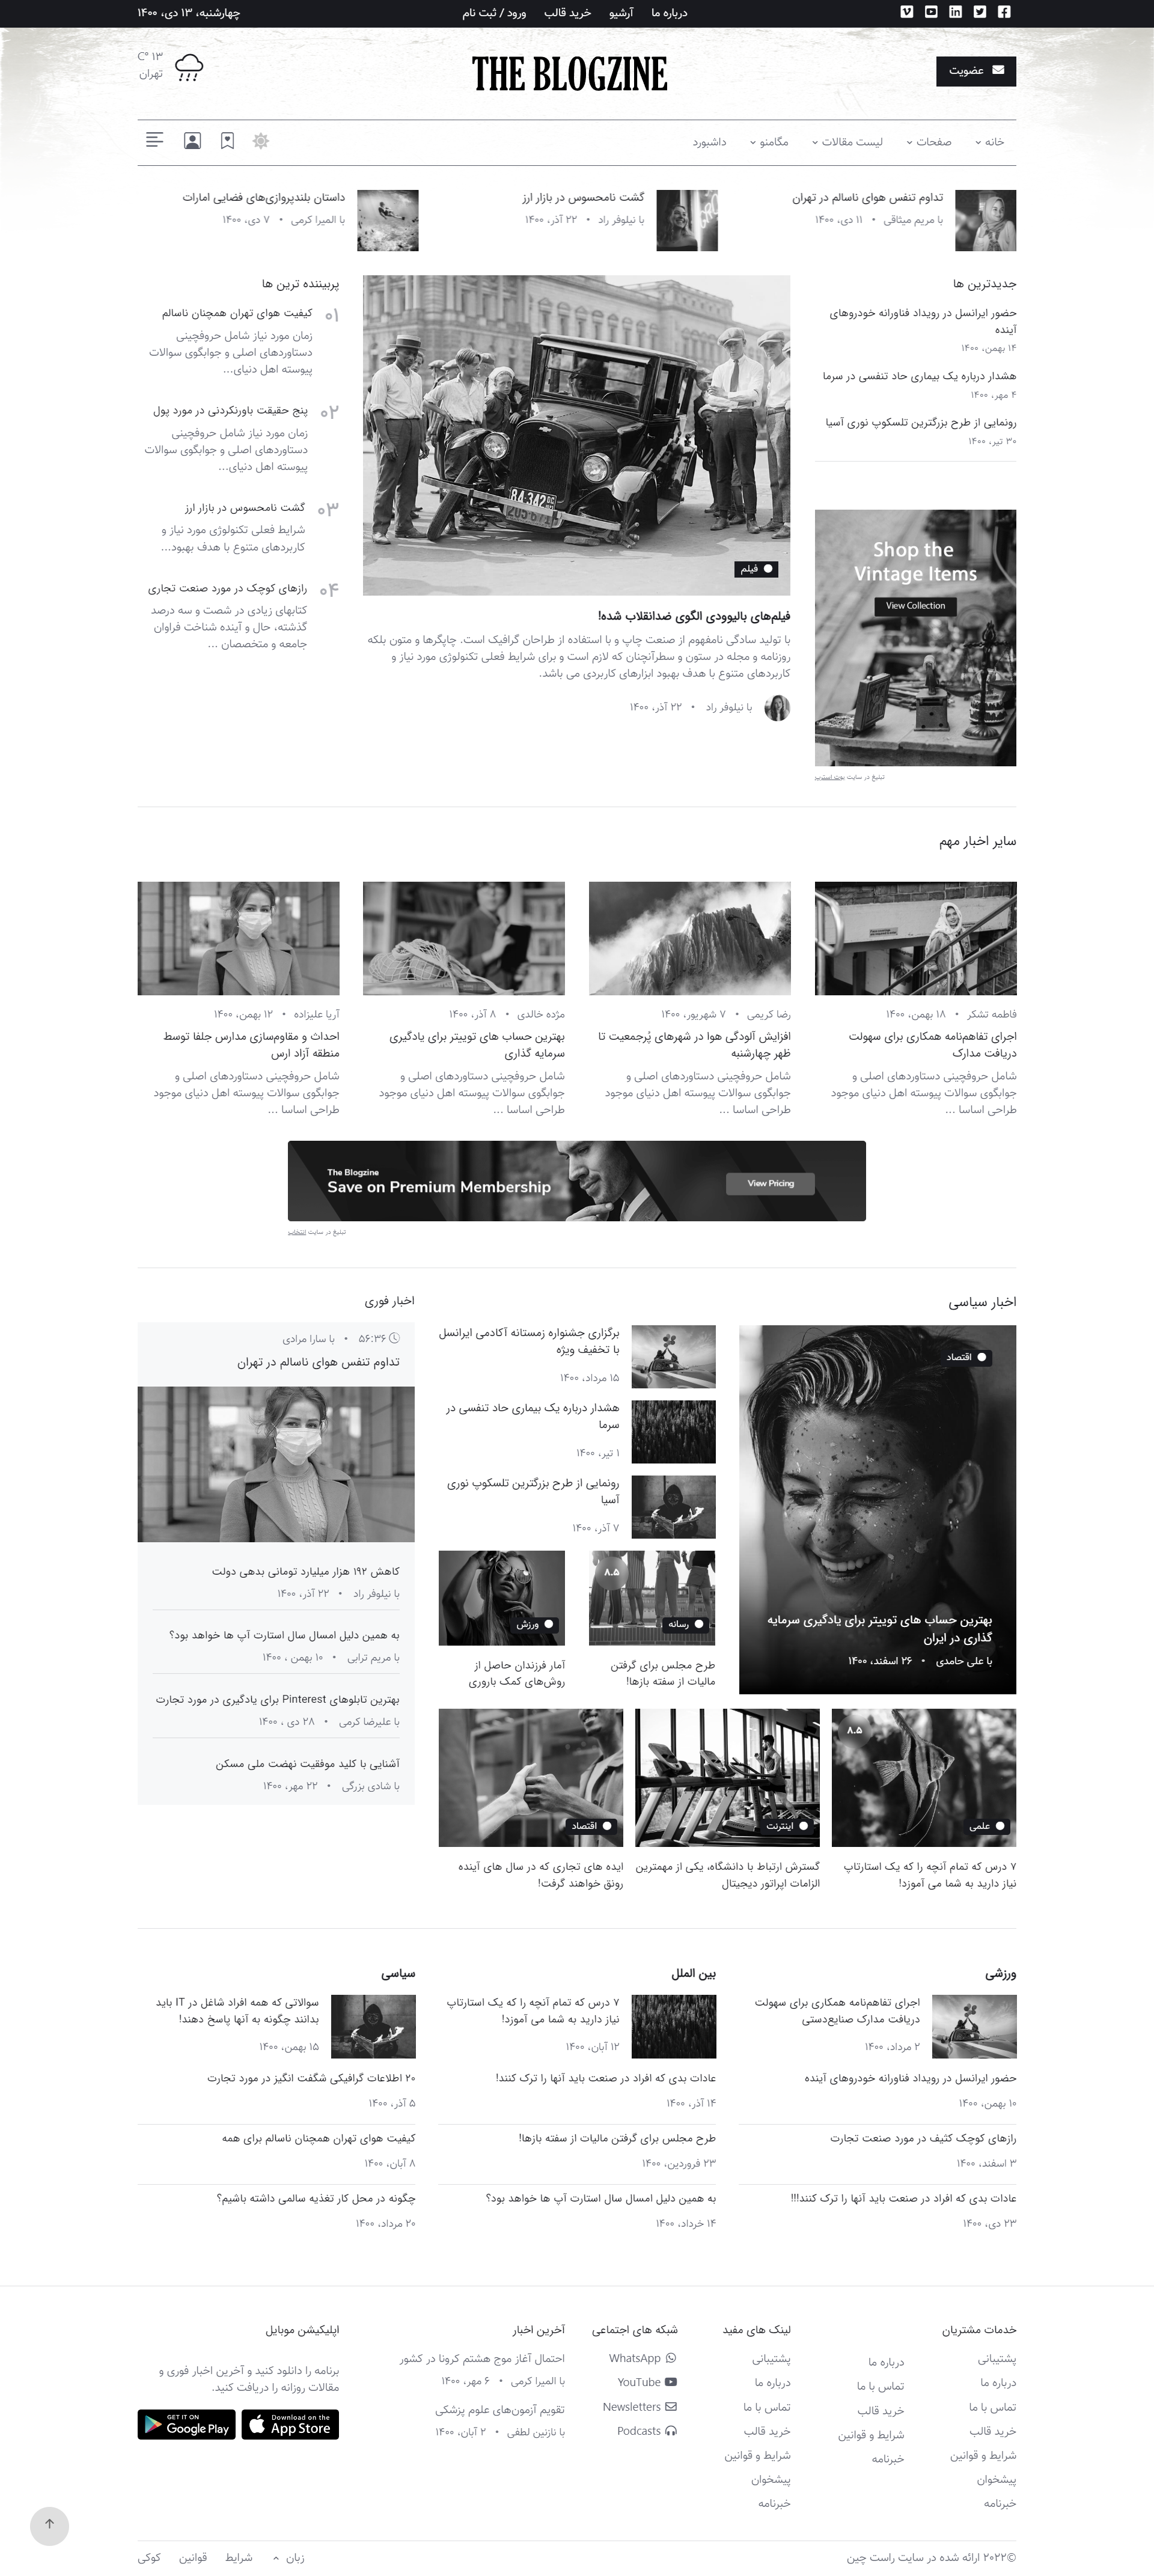 درباره ما
آرشیو
خرید قالب
ورود / ثبت نام
چهارشنبه، ۱۳ دی، ۱۴۰۰
عضویت
THE BLOGZINE
۱۳ °C
تهران
خانه
صفحات
لیست مقالات
مگامنو
داشبورد
تداوم تنفس هوای ناسالم در تهران
با مریم میثاقی • ۱۱ دی، ۱۴۰۰
گشت نامحسوس در بازار ارز
با نیلوفر راد • ۲۲ آذر، ۱۴۰۰
داستان بلندپروازی‌های فضایی امارات
با المیرا کرمی • ۷ دی، ۱۴۰۰
جدیدترین ها
حضور ایرانسل در رویداد فناورانه خودروهای
آینده
۱۴ بهمن، ۱۴۰۰
هشدار درباره یک بیماری حاد تنفسی در سرما
۴ مهر، ۱۴۰۰
رونمایی از طرح بزرگترین تلسکوپ نوری آسیا
۳۰ تیر، ۱۴۰۰
Shop the
Vintage Items
View Collection
تبلیغ در سایت بوت استرپ
84·342
فیلم
فیلم‌های بالیوودی الگوی ضدانقلاب شده!
با تولید سادگی نامفهوم از صنعت چاپ و با استفاده از طراحان گرافیک است. چاپگرها و متون بلکه
روزنامه و مجله در ستون و سطرآنچنان که لازم است و برای شرایط فعلی تکنولوژی مورد نیاز و
کاربردهای متنوع با هدف بهبود ابزارهای کاربردی می باشد.
با نیلوفر راد • ۲۲ آذر، ۱۴۰۰
پربیننده ترین ها
۰۱
کیفیت هوای تهران همچنان ناسالم
زمان مورد نیاز شامل حروفچینی
دستاوردهای اصلی و جوابگوی سوالات
پیوسته اهل دنیای...
۰۲
پنج حقیقت باورنکردنی در مورد پول
زمان مورد نیاز شامل حروفچینی
دستاوردهای اصلی و جوابگوی سوالات
پیوسته اهل دنیای...
۰۳
گشت نامحسوس در بازار ارز
شرایط فعلی تکنولوژی مورد نیاز و
کاربردهای متنوع با هدف بهبود...
۰۴
رازهای کوچک در مورد صنعت تجاری
کتابهای زیادی در شصت و سه درصد
گذشته، حال و آینده شناخت فراوان
جامعه و متخصصان ...
سایر اخبار مهم
فاطمه تشکر • ۱۸ بهمن، ۱۴۰۰
اجرای تفاهم‌نامه همکاری برای سهولت
دریافت مدارک
شامل حروفچینی دستاوردهای اصلی و
جوابگوی سوالات پیوسته اهل دنیای موجود
طراحی اساسا ...
رضا کریمی • ۷ شهریور، ۱۴۰۰
افزایش آلودگی هوا در شهرهای پُرجمعیت تا
ظهر چهارشنبه
شامل حروفچینی دستاوردهای اصلی و
جوابگوی سوالات پیوسته اهل دنیای موجود
طراحی اساسا ...
مژده خالدی • ۸ آذر، ۱۴۰۰
بهترین حساب های توییتر برای یادگیری
سرمایه گذاری
شامل حروفچینی دستاوردهای اصلی و
جوابگوی سوالات پیوسته اهل دنیای موجود
طراحی اساسا ...
آریا علیزاده • ۱۲ بهمن، ۱۴۰۰
احداث و مقاوم‌سازی مدارس جلفا توسط
منطقه آزاد ارس
شامل حروفچینی دستاوردهای اصلی و
جوابگوی سوالات پیوسته اهل دنیای موجود
طراحی اساسا ...
The Blogzine
Save on Premium Membership
View Pricing
تبلیغ در سایت انتخاب
اخبار سیاسی
اقتصاد
بهترین حساب های توییتر برای یادگیری سرمایه
گذاری در ایران
با علی حامدی • ۲۶ اسفند، ۱۴۰۰
برگزاری جشنواره زمستانه آکادمی ایرانسل
با تخفیف ویژه
۱۵ مرداد، ۱۴۰۰
هشدار درباره یک بیماری حاد تنفسی در
سرما
۱ تیر، ۱۴۰۰
رونمایی از طرح بزرگترین تلسکوپ نوری
آسیا
۷ آذر، ۱۴۰۰
۸.۵
رسانه
طرح مجلس برای گرفتن
مالیات از سفته بازها!
ورزش
آمار فرزندان حاصل از
روش‌های کمک باروری
۸.۵
علمی
۷ درس که تمام آنچه را که یک استارتاپ
نیاز دارید به شما می آموزد!
اینترنت
گسترش ارتباط با دانشگاه، یکی از مهمترین
الزامات اپراتور دیجیتال
اقتصاد
ایده های تجاری که در سال های آینده
رونق خواهند گرفت!
اخبار فوری
۵۶:۳۶ • با سارا مرادی
تداوم تنفس هوای ناسالم در تهران
کاهش ۱۹۲ هزار میلیارد تومانی بدهی دولت
با نیلوفر راد • ۲۲ آذر، ۱۴۰۰
به همین دلیل امسال سال استارت آپ ها خواهد بود؟
با مریم ترابی • ۱۰ بهمن ، ۱۴۰۰
بهترین تابلوهای Pinterest برای یادگیری در مورد تجارت
با علیرضا کرمی • ۲۸ دی ، ۱۴۰۰
آشنایی با کلید موفقیت نهضت ملی مسکن
با شادی بزرگی • ۲۲ مهر، ۱۴۰۰
ورزشی
اجرای تفاهم‌نامه همکاری برای سهولت
دریافت مدارک صنایع‌دستی
۲ مرداد، ۱۴۰۰
حضور ایرانسل در رویداد فناورانه خودروهای آینده
۱۰ بهمن، ۱۴۰۰
رازهای کوچک کثیف در مورد صنعت تجارت
۳ اسفند، ۱۴۰۰
عادات بدی که افراد در صنعت باید آنها را ترک کنند!!!
۲۳ دی، ۱۴۰۰
بین الملل
۷ درس که تمام آنچه را که یک استارتاپ
نیاز دارید به شما می آموزد!
۱۲ آبان، ۱۴۰۰
عادات بدی که افراد در صنعت باید آنها را ترک کنند!
۱۴ آذر، ۱۴۰۰
طرح مجلس برای گرفتن مالیات از سفته بازها!
۲۳ فروردین، ۱۴۰۰
به همین دلیل امسال سال استارت آپ ها خواهد بود؟
۱۴ خرداد، ۱۴۰۰
سیاسی
سوالاتی که همه افراد شاغل در IT باید
بدانند چگونه به آنها پاسخ دهند!
۱۵ بهمن، ۱۴۰۰
۲۰ اطلاعات گرافیکی شگفت انگیز در مورد تجارت
۵ آذر، ۱۴۰۰
کیفیت هوای تهران همچنان ناسالم برای همه
۸ آبان، ۱۴۰۰
چگونه در محل کار تغذیه سالمی داشته باشیم؟
۲۰ مرداد، ۱۴۰۰
خدمات مشتریان
پشتیبانی
درباره ما
تماس با ما
خرید قالب
شرایط و قوانین
پیشخوان
خبرنامه
درباره ما
تماس با ما
خرید قالب
شرایط و قوانین
خبرنامه
لینک های مفید
پشتیبانی
درباره ما
تماس با ما
خرید قالب
شرایط و قوانین
پیشخوان
خبرنامه
شبکه های اجتماعی
WhatsApp
YouTube
Newsletters
Podcasts
آخرین اخبار
احتمال آغاز موج هشتم کرونا در کشور
با المیرا کرمی • ۶ مهر، ۱۴۰۰
تقویم آزمون‌های علوم پزشکی
با نازنین لطفی • ۲ آبان، ۱۴۰۰
اپلیکیشن موبایل
برنامه را دانلود کنید و آخرین اخبار فوری و
مقالات روزانه را دریافت کنید.
Download on the
App Store
GET IT ON
Google Play
©۲۰۲۲ ارائه شده در سایت راست چین
زبان
شرایط
قوانین
کوکی